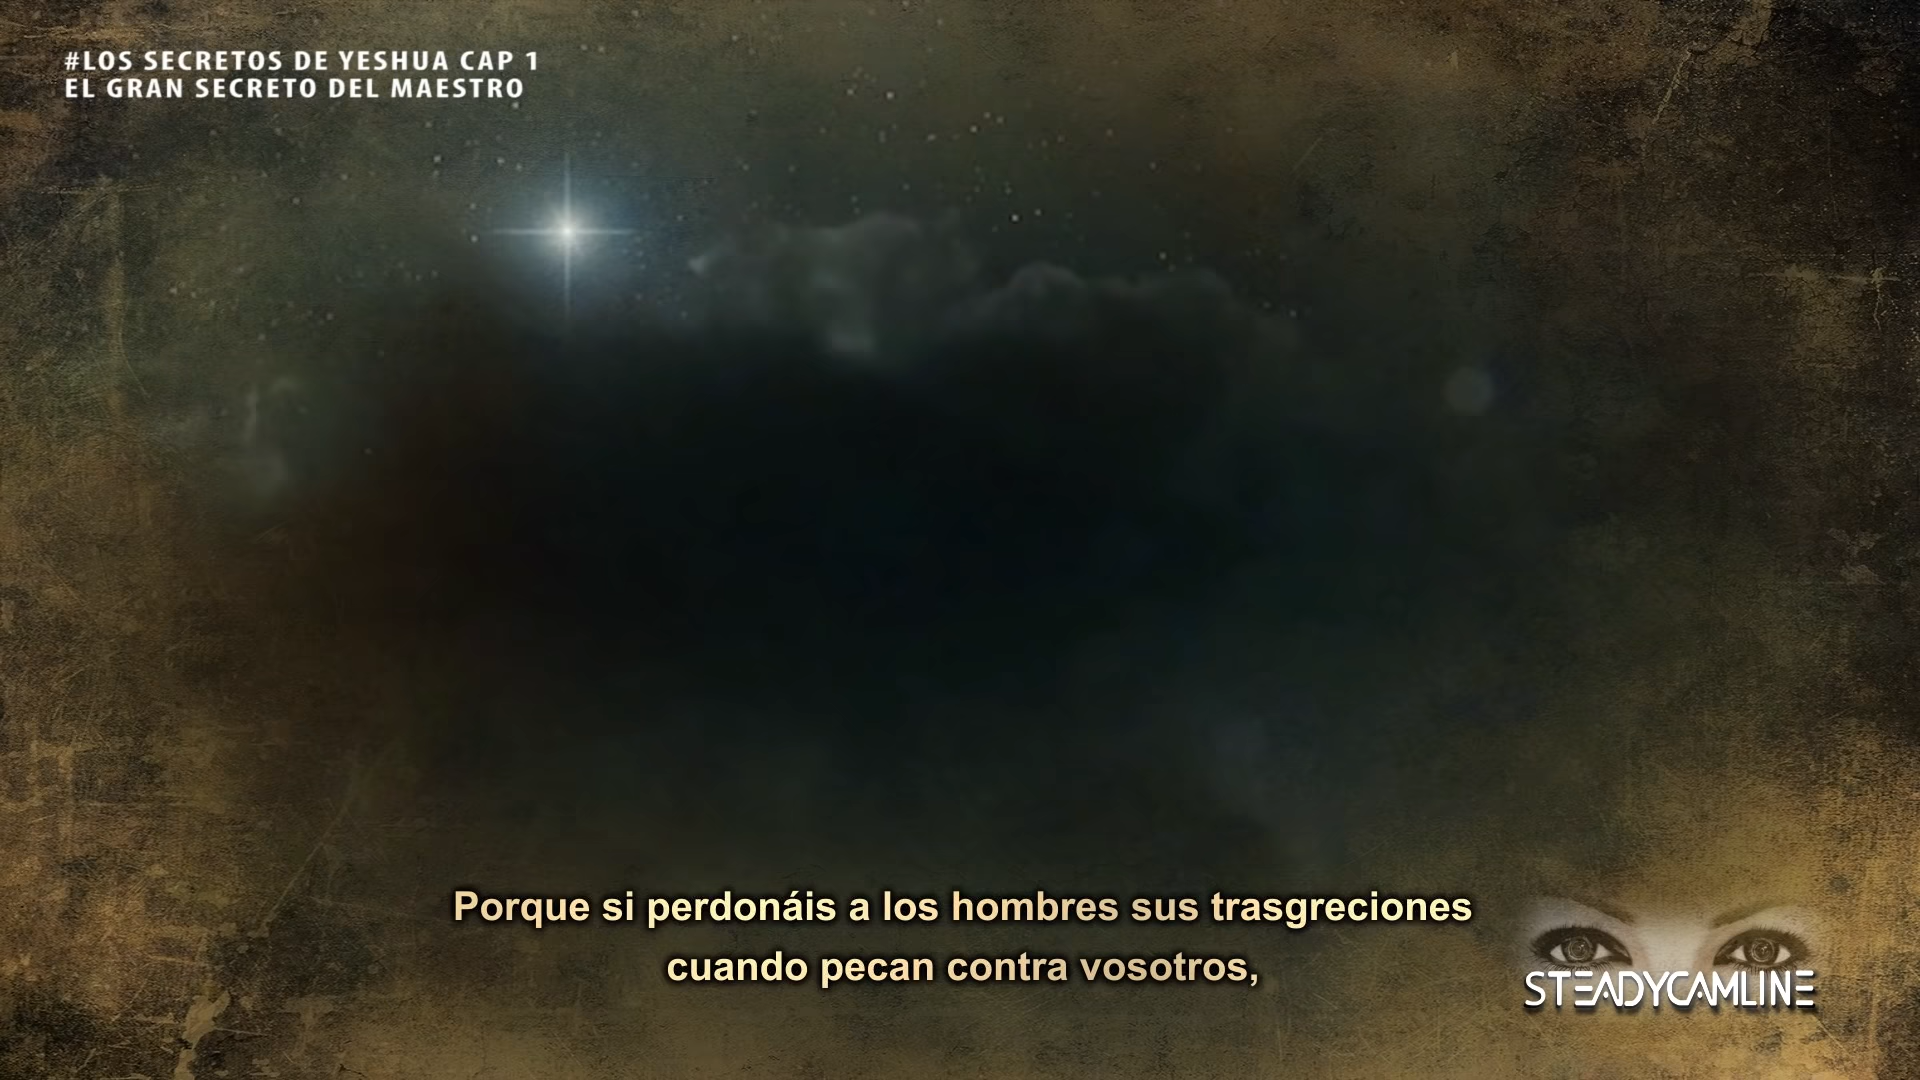 #LOS SECRETOS DE YESHUA CAP 1
EL GRAN SECRETO DEL MAESTRO
Porque si perdonáis a los hombres sus trasgreciones
cuando pecan contra vosotros,
STEADYCAMLINE